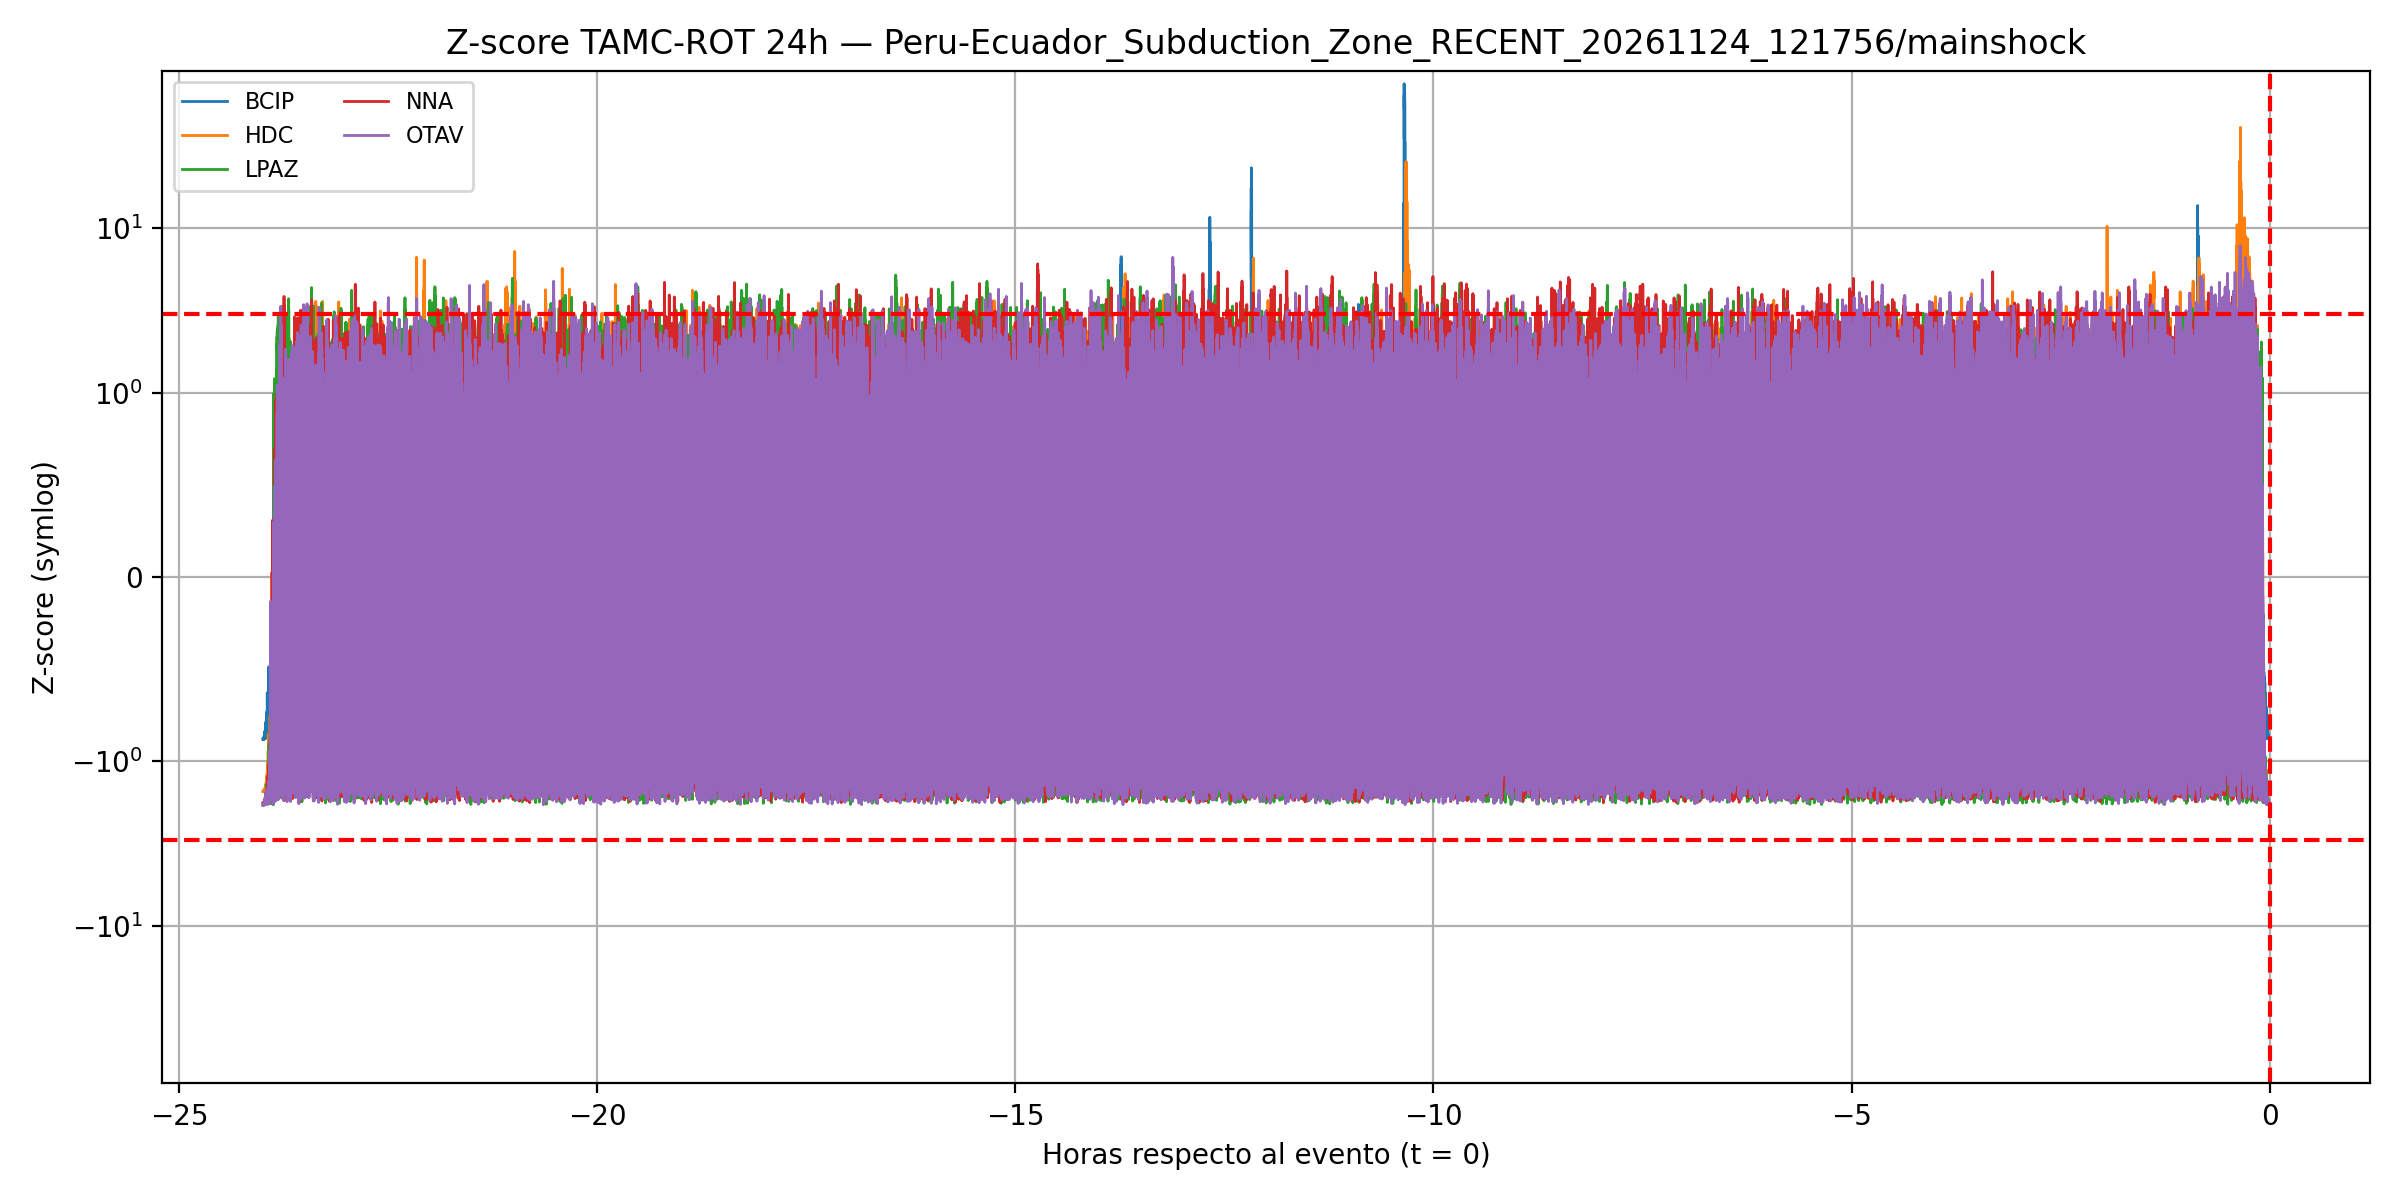 Z-score TAMC-ROT 24h — Peru-Ecuador_Subduction_Zone_RECENT_20261124_121756/mainshock
BCIP NNA
HDC OTAV
LPAZ
10¹
10⁰
0
−10⁰
−10¹
Z-score (symlog)
−25 −20 −15 −10 −5 0
Horas respecto al evento (t = 0)